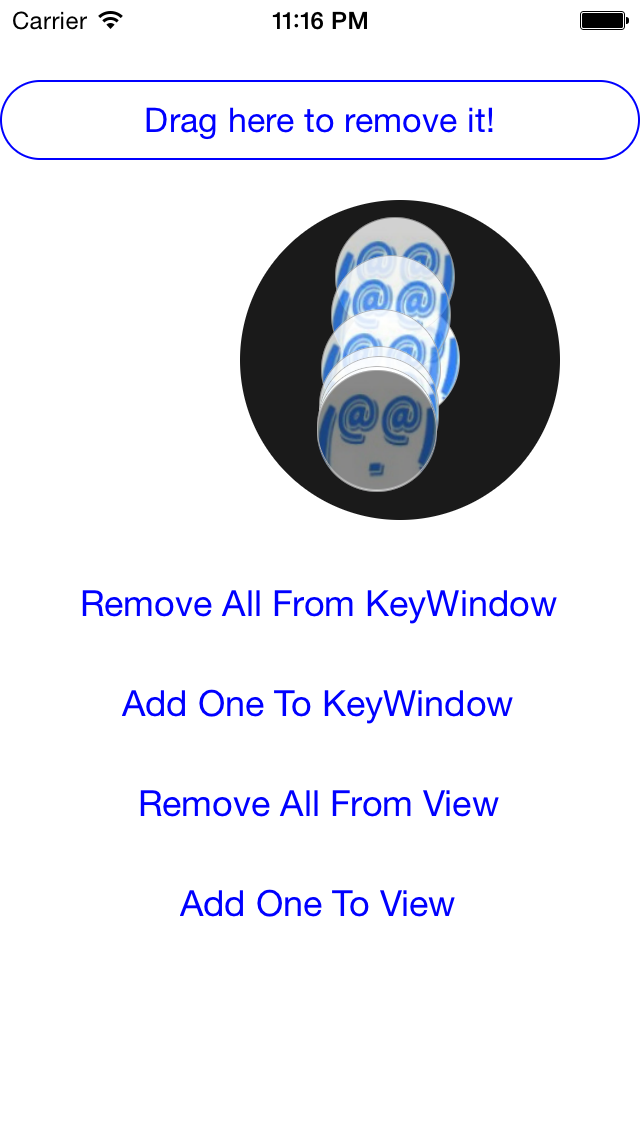 Carrier 11:16 PM
Drag here to remove it!
(@@)
(@@)
(@@)
(@@)
Remove All From KeyWindow
Add One To KeyWindow
Remove All From View
Add One To View